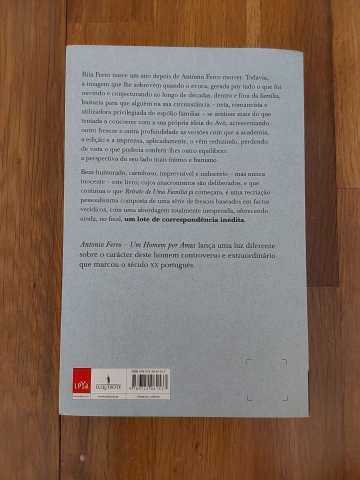 Rita Ferro nasce um ano depois de António Ferro morrer. Todavia,
a imagem que lhe sobrevém quando o evoca, gerada por tudo o que foi
ouvindo e conjecturando ao longo de décadas, dentro e fora da família,
bastaria para que alguém na sua circunstância – neta, romancista e
utilizadora privilegiada do espólio familiar – se sentisse mais do que
tentada a concorrer com a sua própria ideia do Avô, acrescentando
outro frescor e outra profundidade às versões com que a academia,
a edição e a imprensa, aplicadamente, o vêm reduzindo, perdendo
de vista o que poderia conferir-lhes outro equilíbrio:
a perspectiva do seu lado mais íntimo e humano.
Bem-humorado, carinhoso, imprevisível e indiscreto – mas nunca
inocente – este livro, cujos anacronismos são deliberados, e que
continua o que Retrato de Uma Família já começara, é uma recriação
pessoalíssima composta de uma série de frescos baseados em factos
verídicos, com uma abordagem totalmente inesperada, oferecendo
ainda, no final, um lote de correspondência inédita.
António Ferro – Um Homem por Amar lança uma luz diferente
sobre o carácter deste homem controverso e extraordinário
que marcou o século XX português.
LEYA
D.QUIXOTE